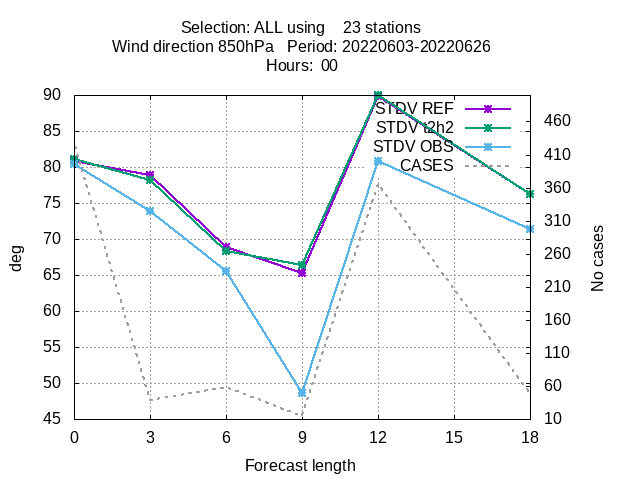 Selection: ALL using    23 stations
Wind direction 850hPa   Period: 20220603-20220626
Hours:  00
STDV REF
STDV t2h2
STDV OBS
CASES
90
85
80
75
70
65
60
55
50
45
460
410
360
310
260
210
160
110
60
10
deg
No cases
0 3 6 9 12 15 18
Forecast length